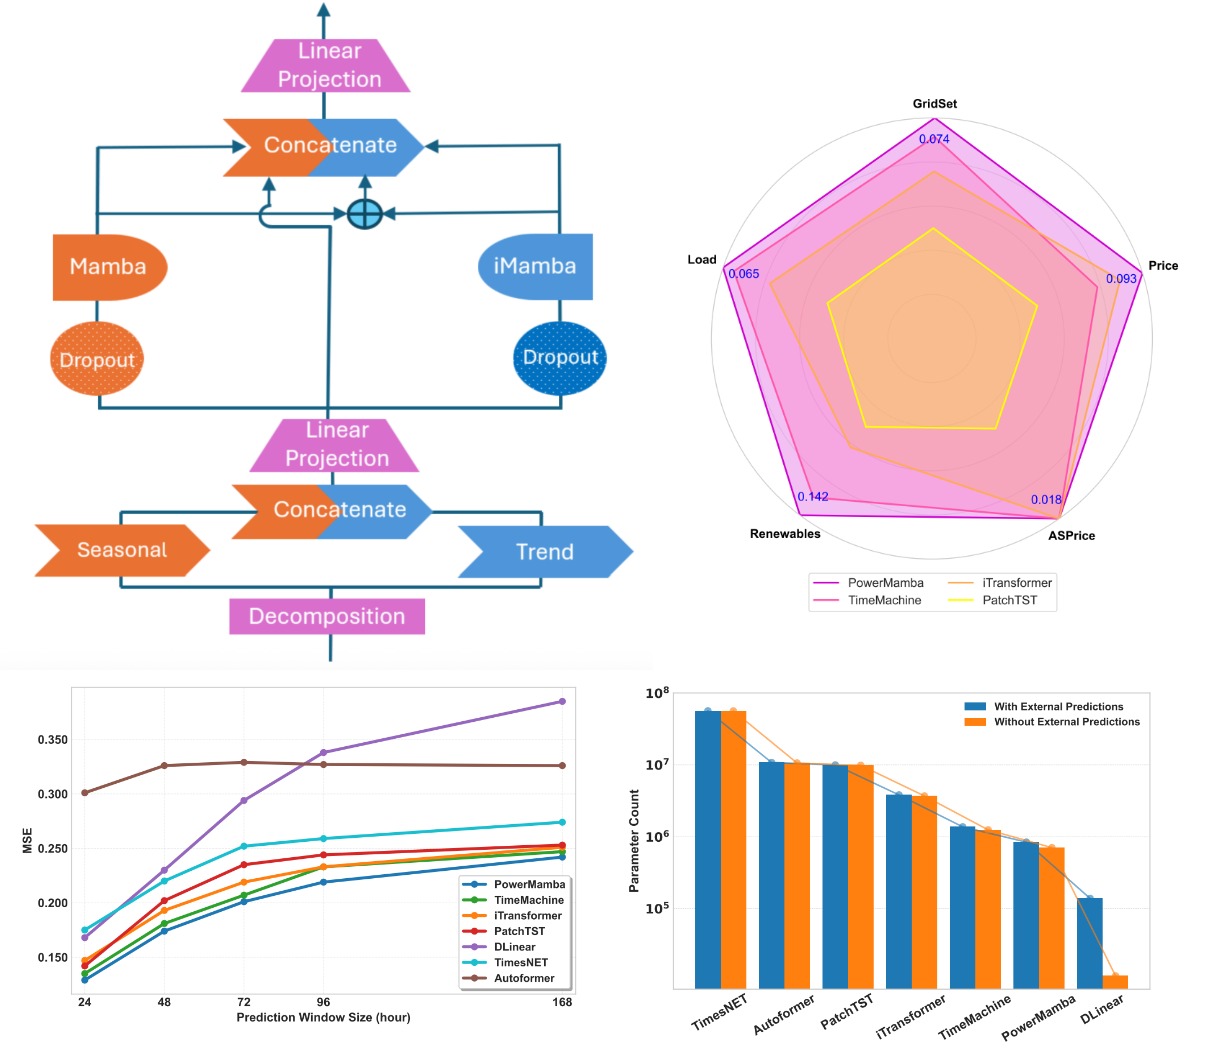 Linear
Projection
Concatenate
Mamba
iMamba
Dropout
Dropout
Linear
Projection
Concatenate
Seasonal
Trend
Decomposition
GridSet
0.074
Load
0.065
Price
0.093
0.142
0.018
Renewables
ASPrice
PowerMamba
iTransformer
TimeMachine
PatchTST
0.350
0.300
0.250
0.200
0.150
MSE
24 48 72 96 168
Prediction Window Size (hour)
PowerMamba
TimeMachine
iTransformer
PatchTST
DLinear
TimesNET
Autoformer
10^8
10^7
10^6
10^5
Parameter Count
With External Predictions
Without External Predictions
TimesNET
Autoformer
PatchTST
iTransformer
TimeMachine
PowerMamba
DLinear